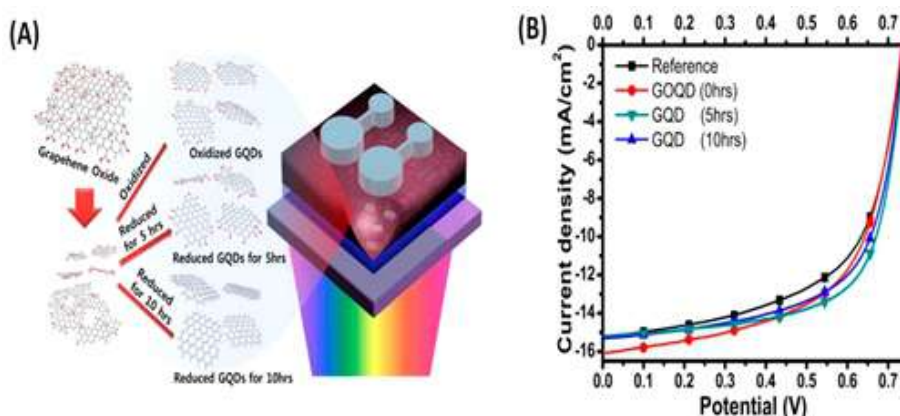 (A)
Grapehene Oxide
Oxidized
Reduced
for 5 hrs
Reduced
for 10 hrs
Oxidized GQDs
Reduced GQDs for 5hrs
Reduced GQDs for 10hrs
(B)
0.0 0.1 0.2 0.3 0.4 0.5 0.6 0.7
Current density (mA/cm²)
0
-2
-4
-6
-8
-10
-12
-14
-16
Reference
GOQD (0hrs)
GQD (5hrs)
GQD (10hrs)
0.0 0.1 0.2 0.3 0.4 0.5 0.6 0.7
Potential (V)